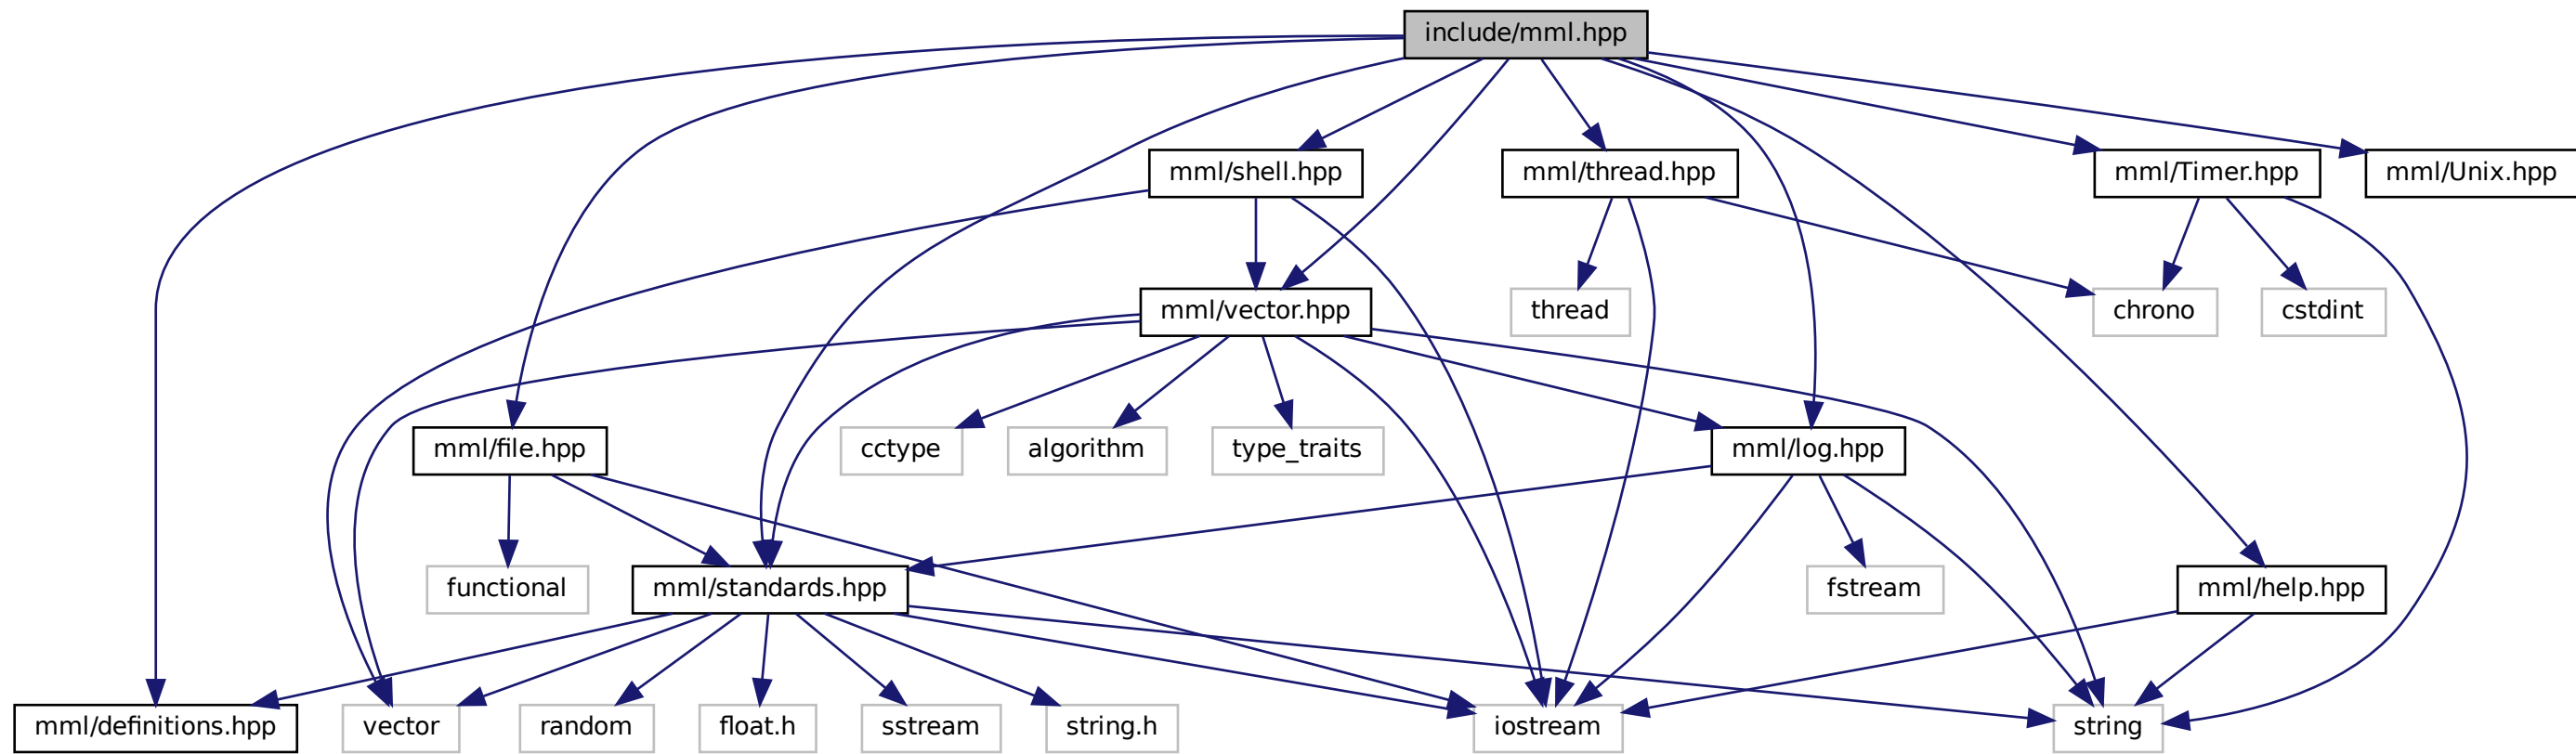 include/mml.hpp
mml/shell.hpp
mml/thread.hpp
mml/Timer.hpp
mml/Unix.hpp
mml/vector.hpp
thread
chrono
cstdint
mml/file.hpp
cctype
algorithm
type_traits
mml/log.hpp
functional
mml/standards.hpp
fstream
mml/help.hpp
mml/definitions.hpp
vector
random
float.h
sstream
string.h
iostream
string